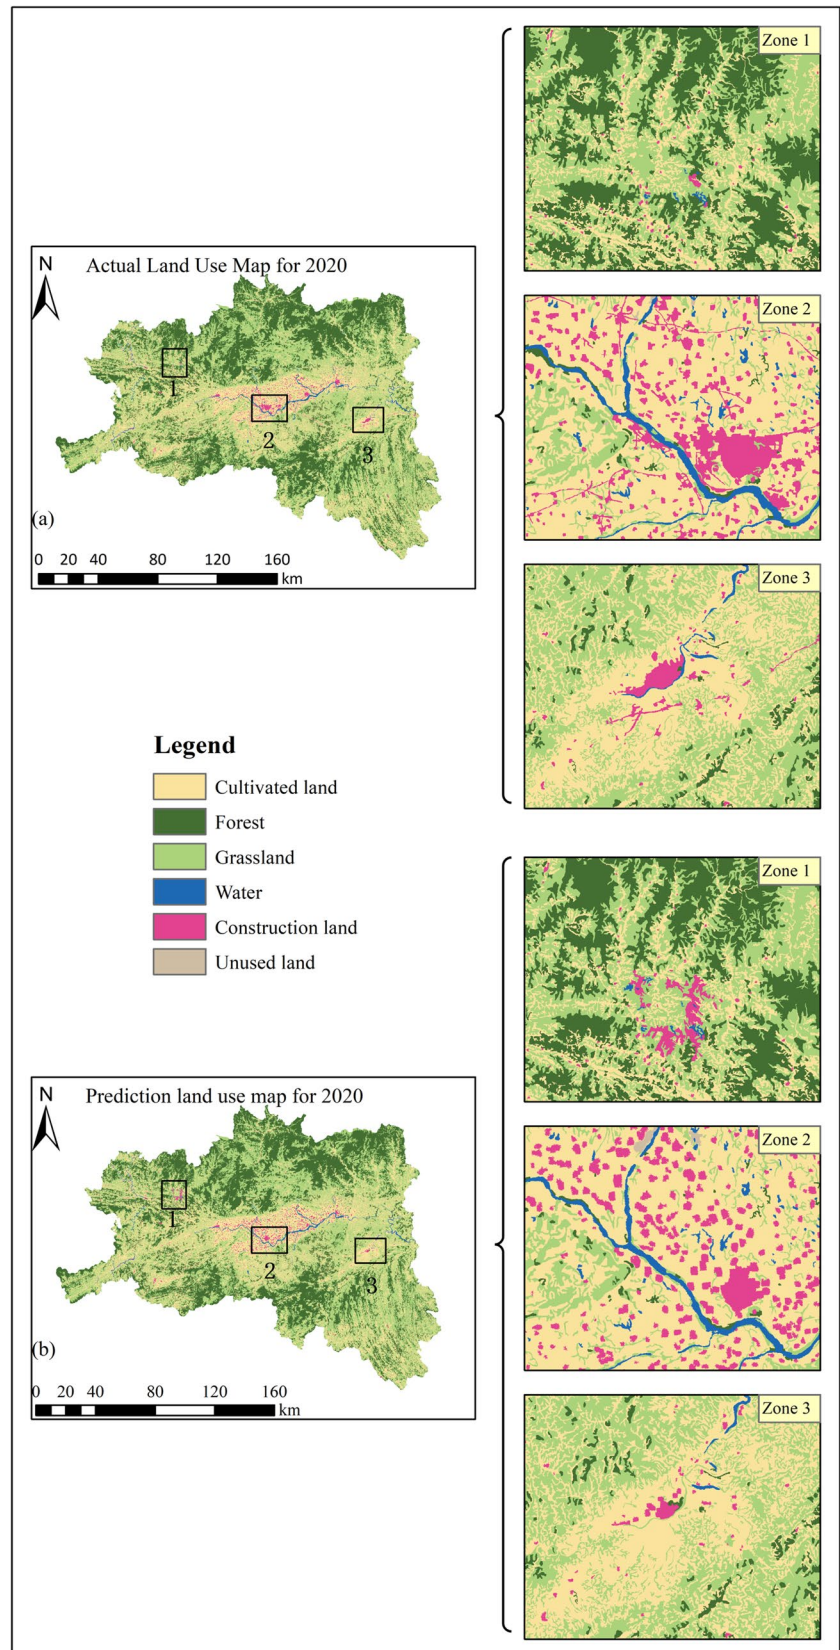 Zone 1
Zone 2
Zone 3
N
Actual Land Use Map for 2020
1
2
3
(a)
0 20 40 80 120 160
km
Legend
Cultivated land
Forest
Grassland
Water
Construction land
Unused land
Zone 1
Zone 2
Zone 3
N
Prediction land use map for 2020
1
2
3
(b)
0 20 40 80 120 160
km